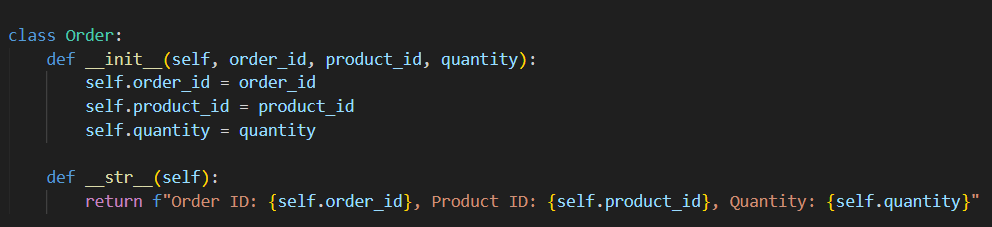 class Order:
    def __init__(self, order_id, product_id, quantity):
        self.order_id = order_id
        self.product_id = product_id
        self.quantity = quantity
    def __str__(self):
        return f"Order ID: {self.order_id}, Product ID: {self.product_id}, Quantity: {self.quantity}"